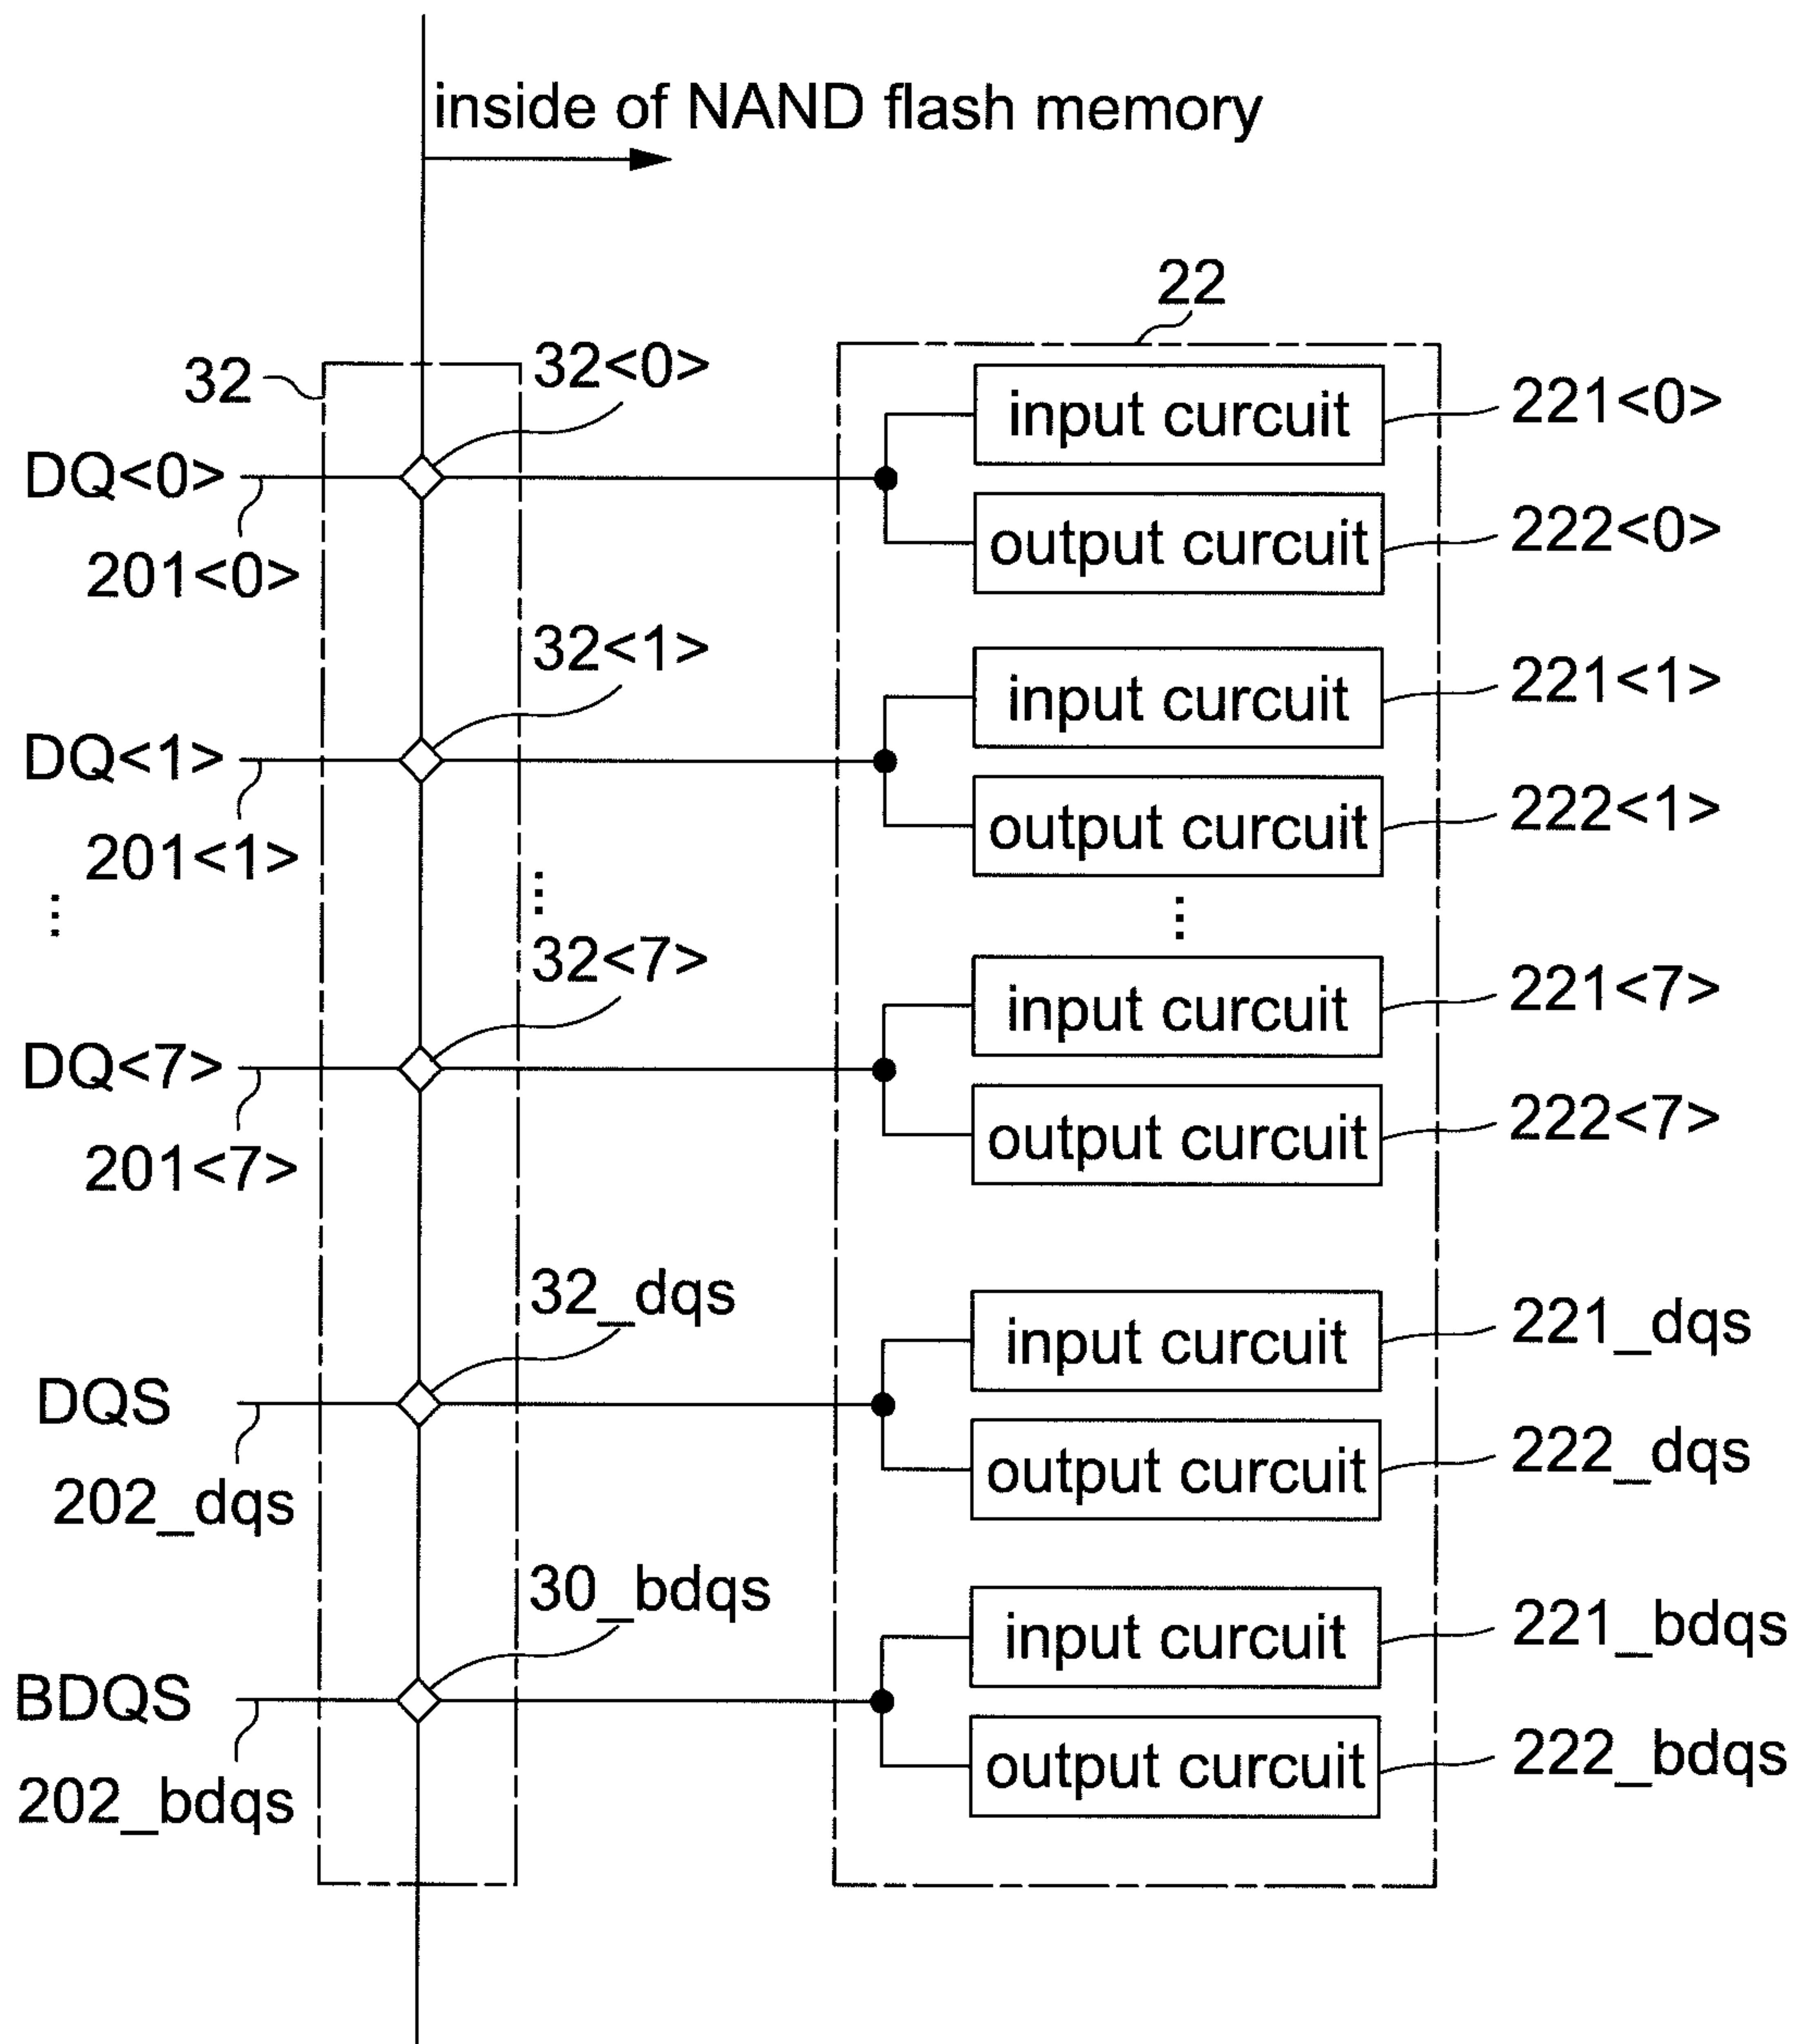 inside of NAND flash memory
22
32
32<0>
input curcuit
221<0>
DQ<0>
output curcuit
222<0>
201<0>
32<1>
input curcuit
221<1>
DQ<1>
output curcuit
222<1>
201<1>
...
...
...
32<7>
input curcuit
221<7>
DQ<7>
output curcuit
222<7>
201<7>
32_dqs
input curcuit
221_dqs
DQS
output curcuit
222_dqs
202_dqs
30_bdqs
input curcuit
221_bdqs
BDQS
output curcuit
222_bdqs
202_bdqs